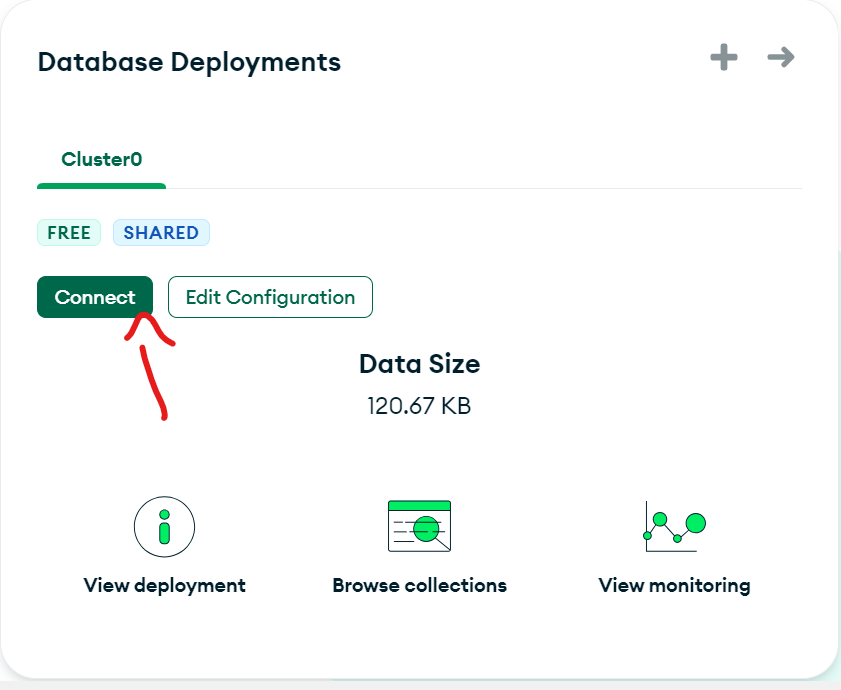 Database Deployments
Cluster0
FREE SHARED
Connect Edit Configuration
Data Size
120.67 KB
View deployment Browse collections View monitoring